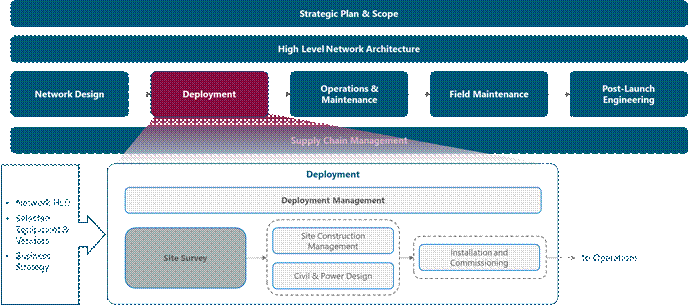 Strategic Plan & Scope
High Level Network Architecture
Network Design
Deployment
Operations &
Maintenance
Field Maintenance
Post-Launch
Engineering
Supply Chain Management
Deployment
Deployment Management
• Network HLD
• Selected
Equipment &
Vendors
• Business
Strategy
Site Survey
Site Construction
Management
Civil & Power Design
Installation and
Commissioning
to Operations